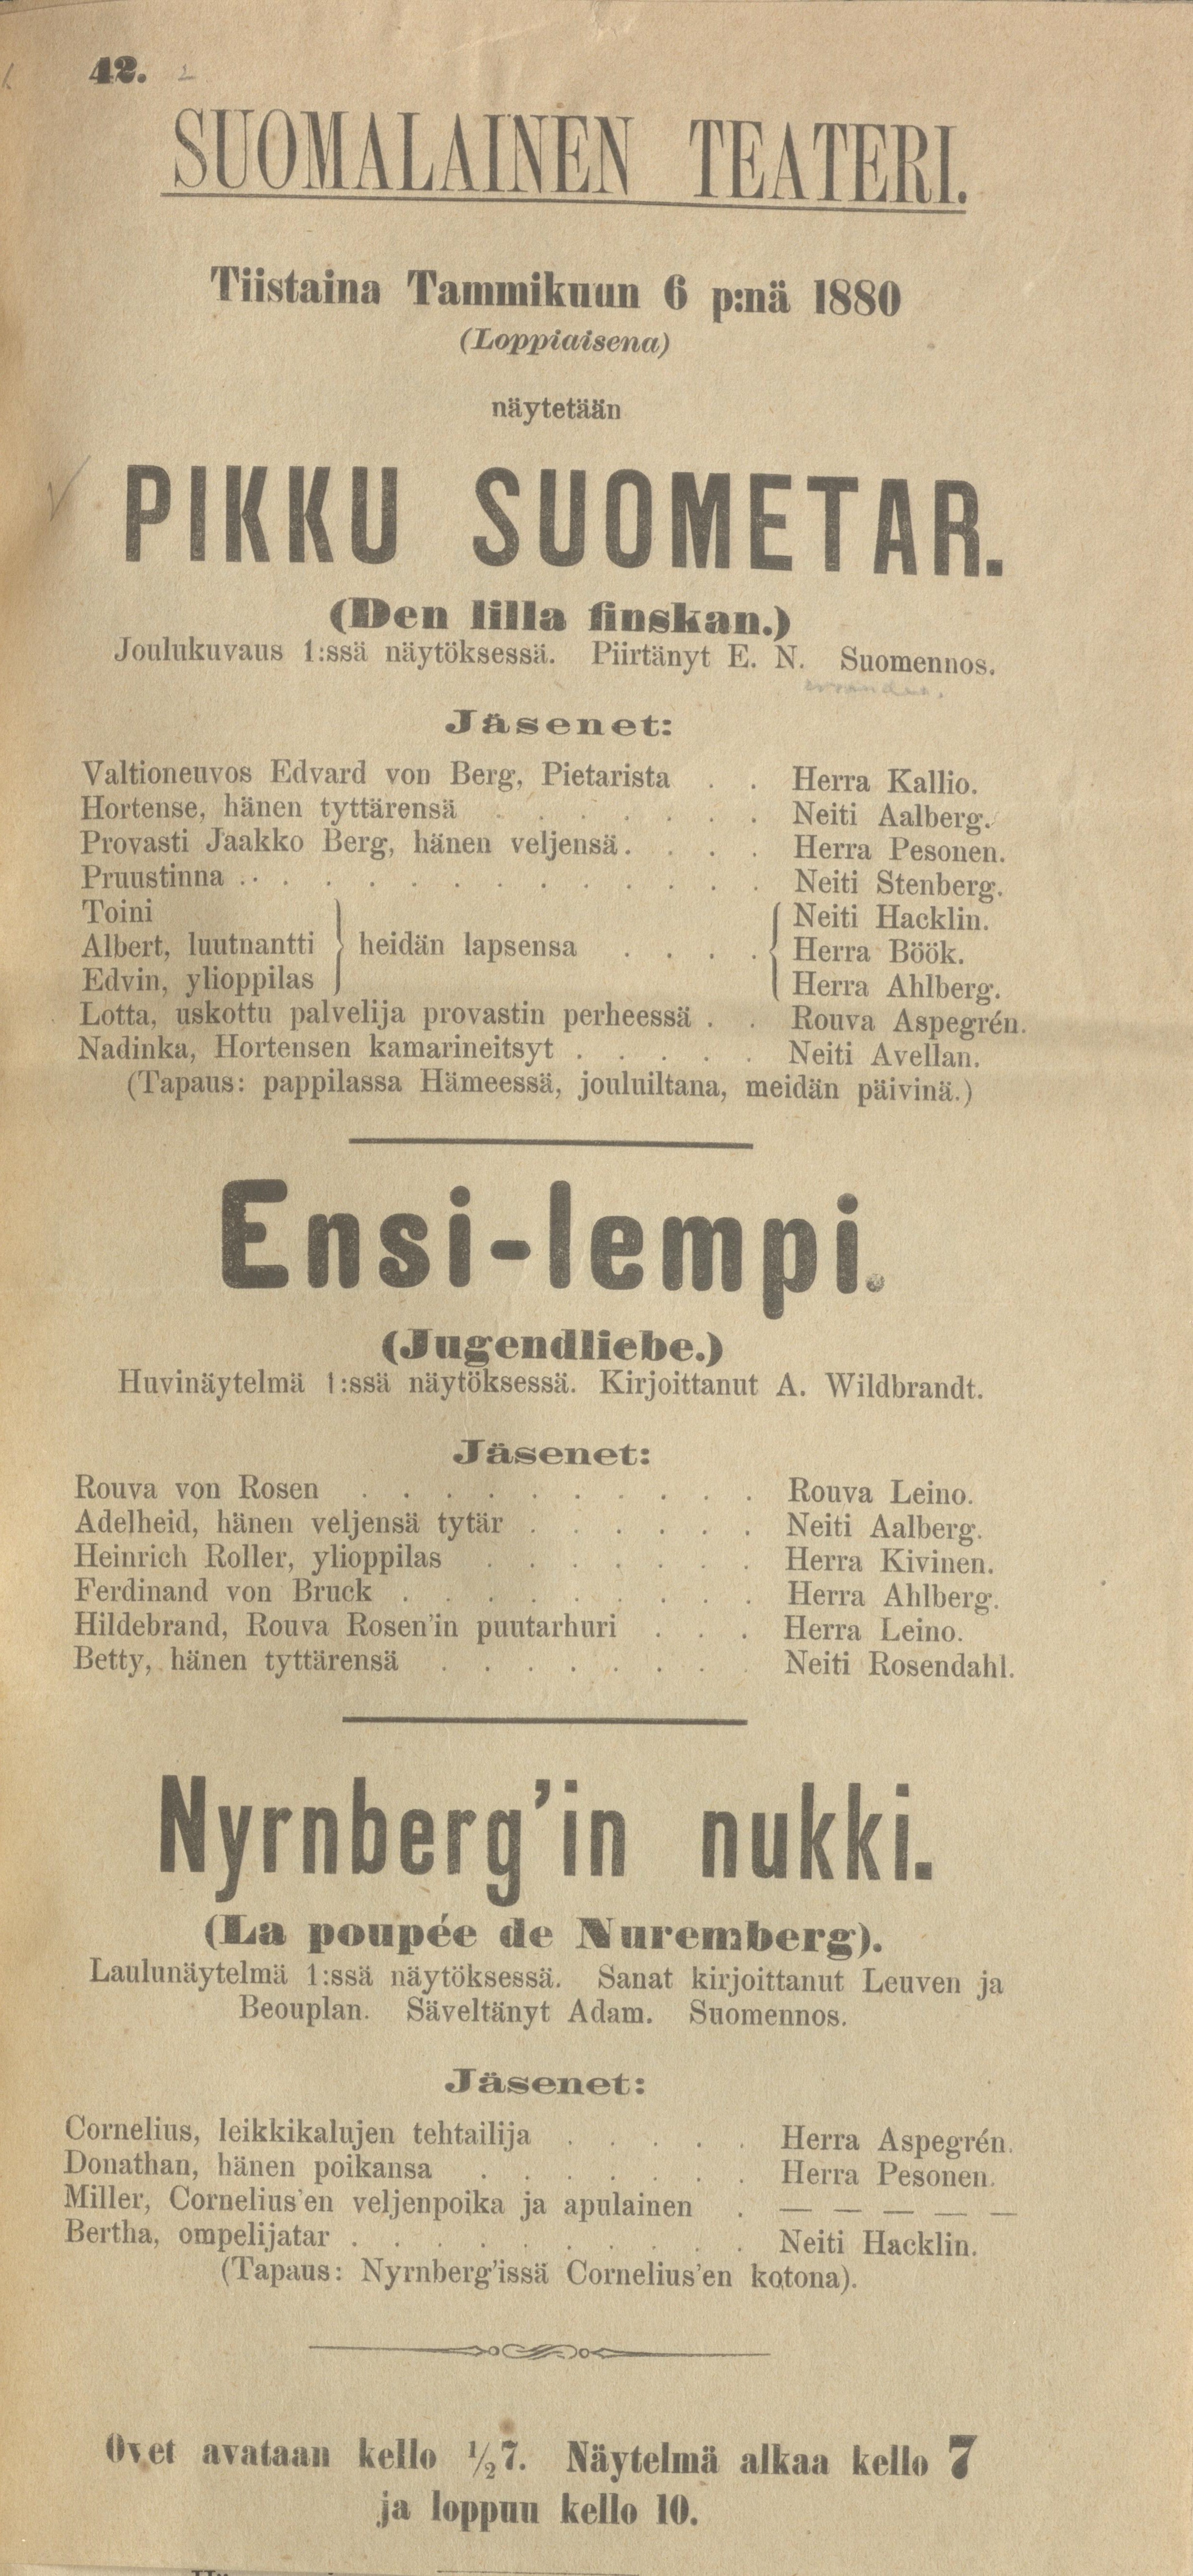 42.
SUOMALAINEN TEATERI.
Tiistaina Tammikuun 6 p:nä 1880
(Loppiaisena)
näytetään
PIKKU SUOMETAR.
(Den lilla finskan.)
Joulukuvaus 1:ssä näytöksessä. Piirtänyt E. N. Suomennos.
Jäsenet:
Valtioneuvos Edvard von Berg, Pietarista . . Herra Kallio.
Hortense, hänen tyttärensä . . . . . . . Neiti Aalberg.
Provasti Jaakko Berg, hänen veljensä . . . . Herra Pesonen.
Pruustinna . . . . . . . . . . . . . Neiti Stenberg.
Toini } { Neiti Hacklin.
Albert, luutnantti } heidän lapsensa . . . . { Herra Böök.
Edvin, ylioppilas } { Herra Ahlberg.
Lotta, uskottu palvelija provastin perheessä . . Rouva Aspegrén.
Nadinka, Hortensen kamarineitsyt . . . . . Neiti Avellan.
(Tapaus: pappilassa Hämeessä, jouluiltana, meidän päivinä.)
Ensi-lempi.
(Jugendliebe.)
Huvinäytelmä 1:ssä näytöksessä. Kirjoittanut A. Wildbrandt.
Jäsenet:
Rouva von Rosen . . . . . . . . . . Rouva Leino.
Adelheid, hänen veljensä tytär . . . . . . Neiti Aalberg.
Heinrich Roller, ylioppilas . . . . . . . Herra Kivinen.
Ferdinand von Bruck . . . . . . . . . Herra Ahlberg.
Hildebrand, Rouva Rosen'in puutarhuri . . . Herra Leino.
Betty, hänen tyttärensä . . . . . . . . Neiti Rosendahl.
Nyrnberg'in nukki.
(La poupée de Nuremberg).
Laulunäytelmä 1:ssä näytöksessä. Sanat kirjoittanut Leuven ja
Beouplan. Säveltänyt Adam. Suomennos.
Jäsenet:
Cornelius, leikkikalujen tehtailija . . . . . Herra Aspegrén.
Donathan, hänen poikansa . . . . . . . Herra Pesonen.
Miller, Cornelius'en veljenpoika ja apulainen . — — — — —
Bertha, ompelijatar . . . . . . . . . . Neiti Hacklin.
(Tapaus: Nyrnberg'issä Cornelius'en kotona).
Ovet avataan kello 1/2 7. Näytelmä alkaa kello 7
ja loppuu kello 10.